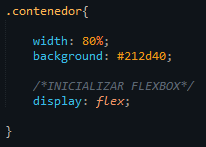 .contenedor{
width: 80%;
background: #212d40;
/*INICIALIZAR FLEXBOX*/
display: flex;
}